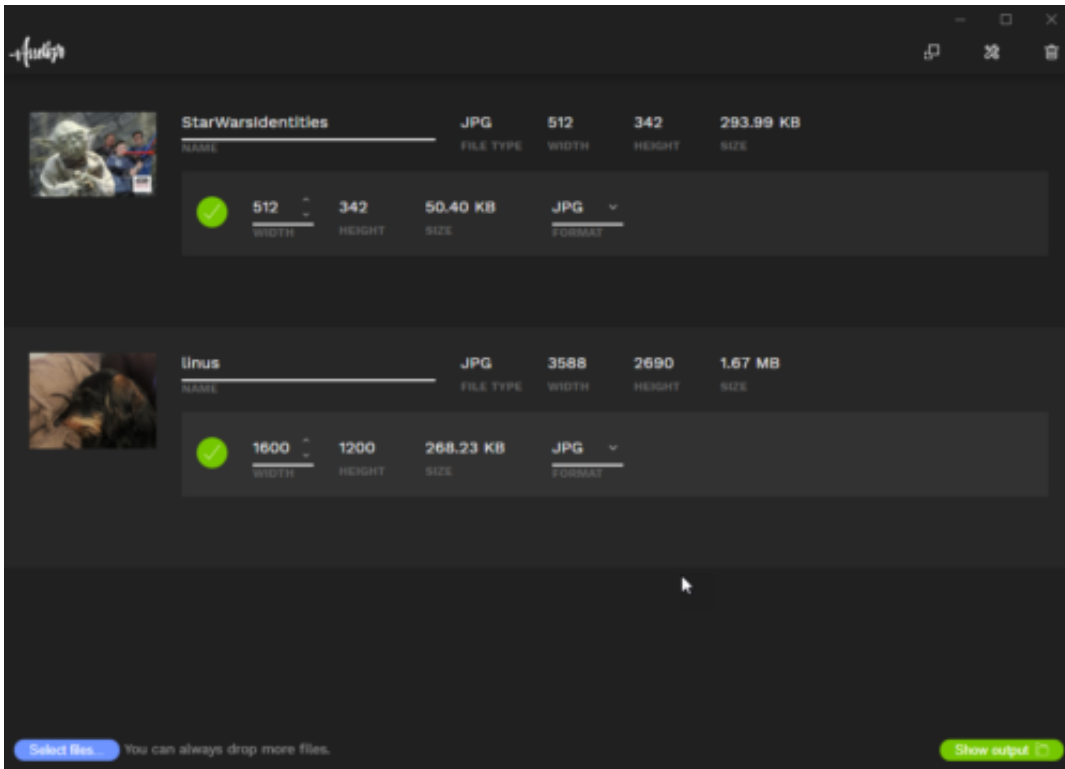 StarWarsIdentities JPG 512 342 293.99 KB
NAME FILE TYPE WIDTH HEIGHT SIZE
512 342 50.40 KB JPG
WIDTH HEIGHT SIZE FORMAT
linus JPG 3588 2690 1.67 MB
NAME FILE TYPE WIDTH HEIGHT SIZE
1600 1200 268.23 KB JPG
WIDTH HEIGHT SIZE FORMAT
Select files... You can always drop more files. Show output